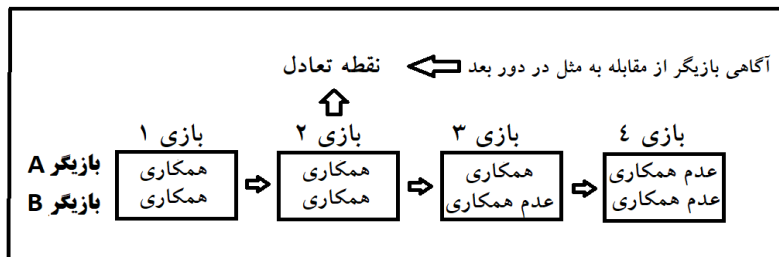 آگاهی بازیگر از مقابله به مثل در دور بعد
نقطه تعادل
بازی ۱
بازی ۲
بازی ۳
بازی ٤
بازیگر A
همکاری
همکاری
همکاری
عدم همکاری
بازیگر B
همکاری
همکاری
عدم همکاری
عدم همکاری